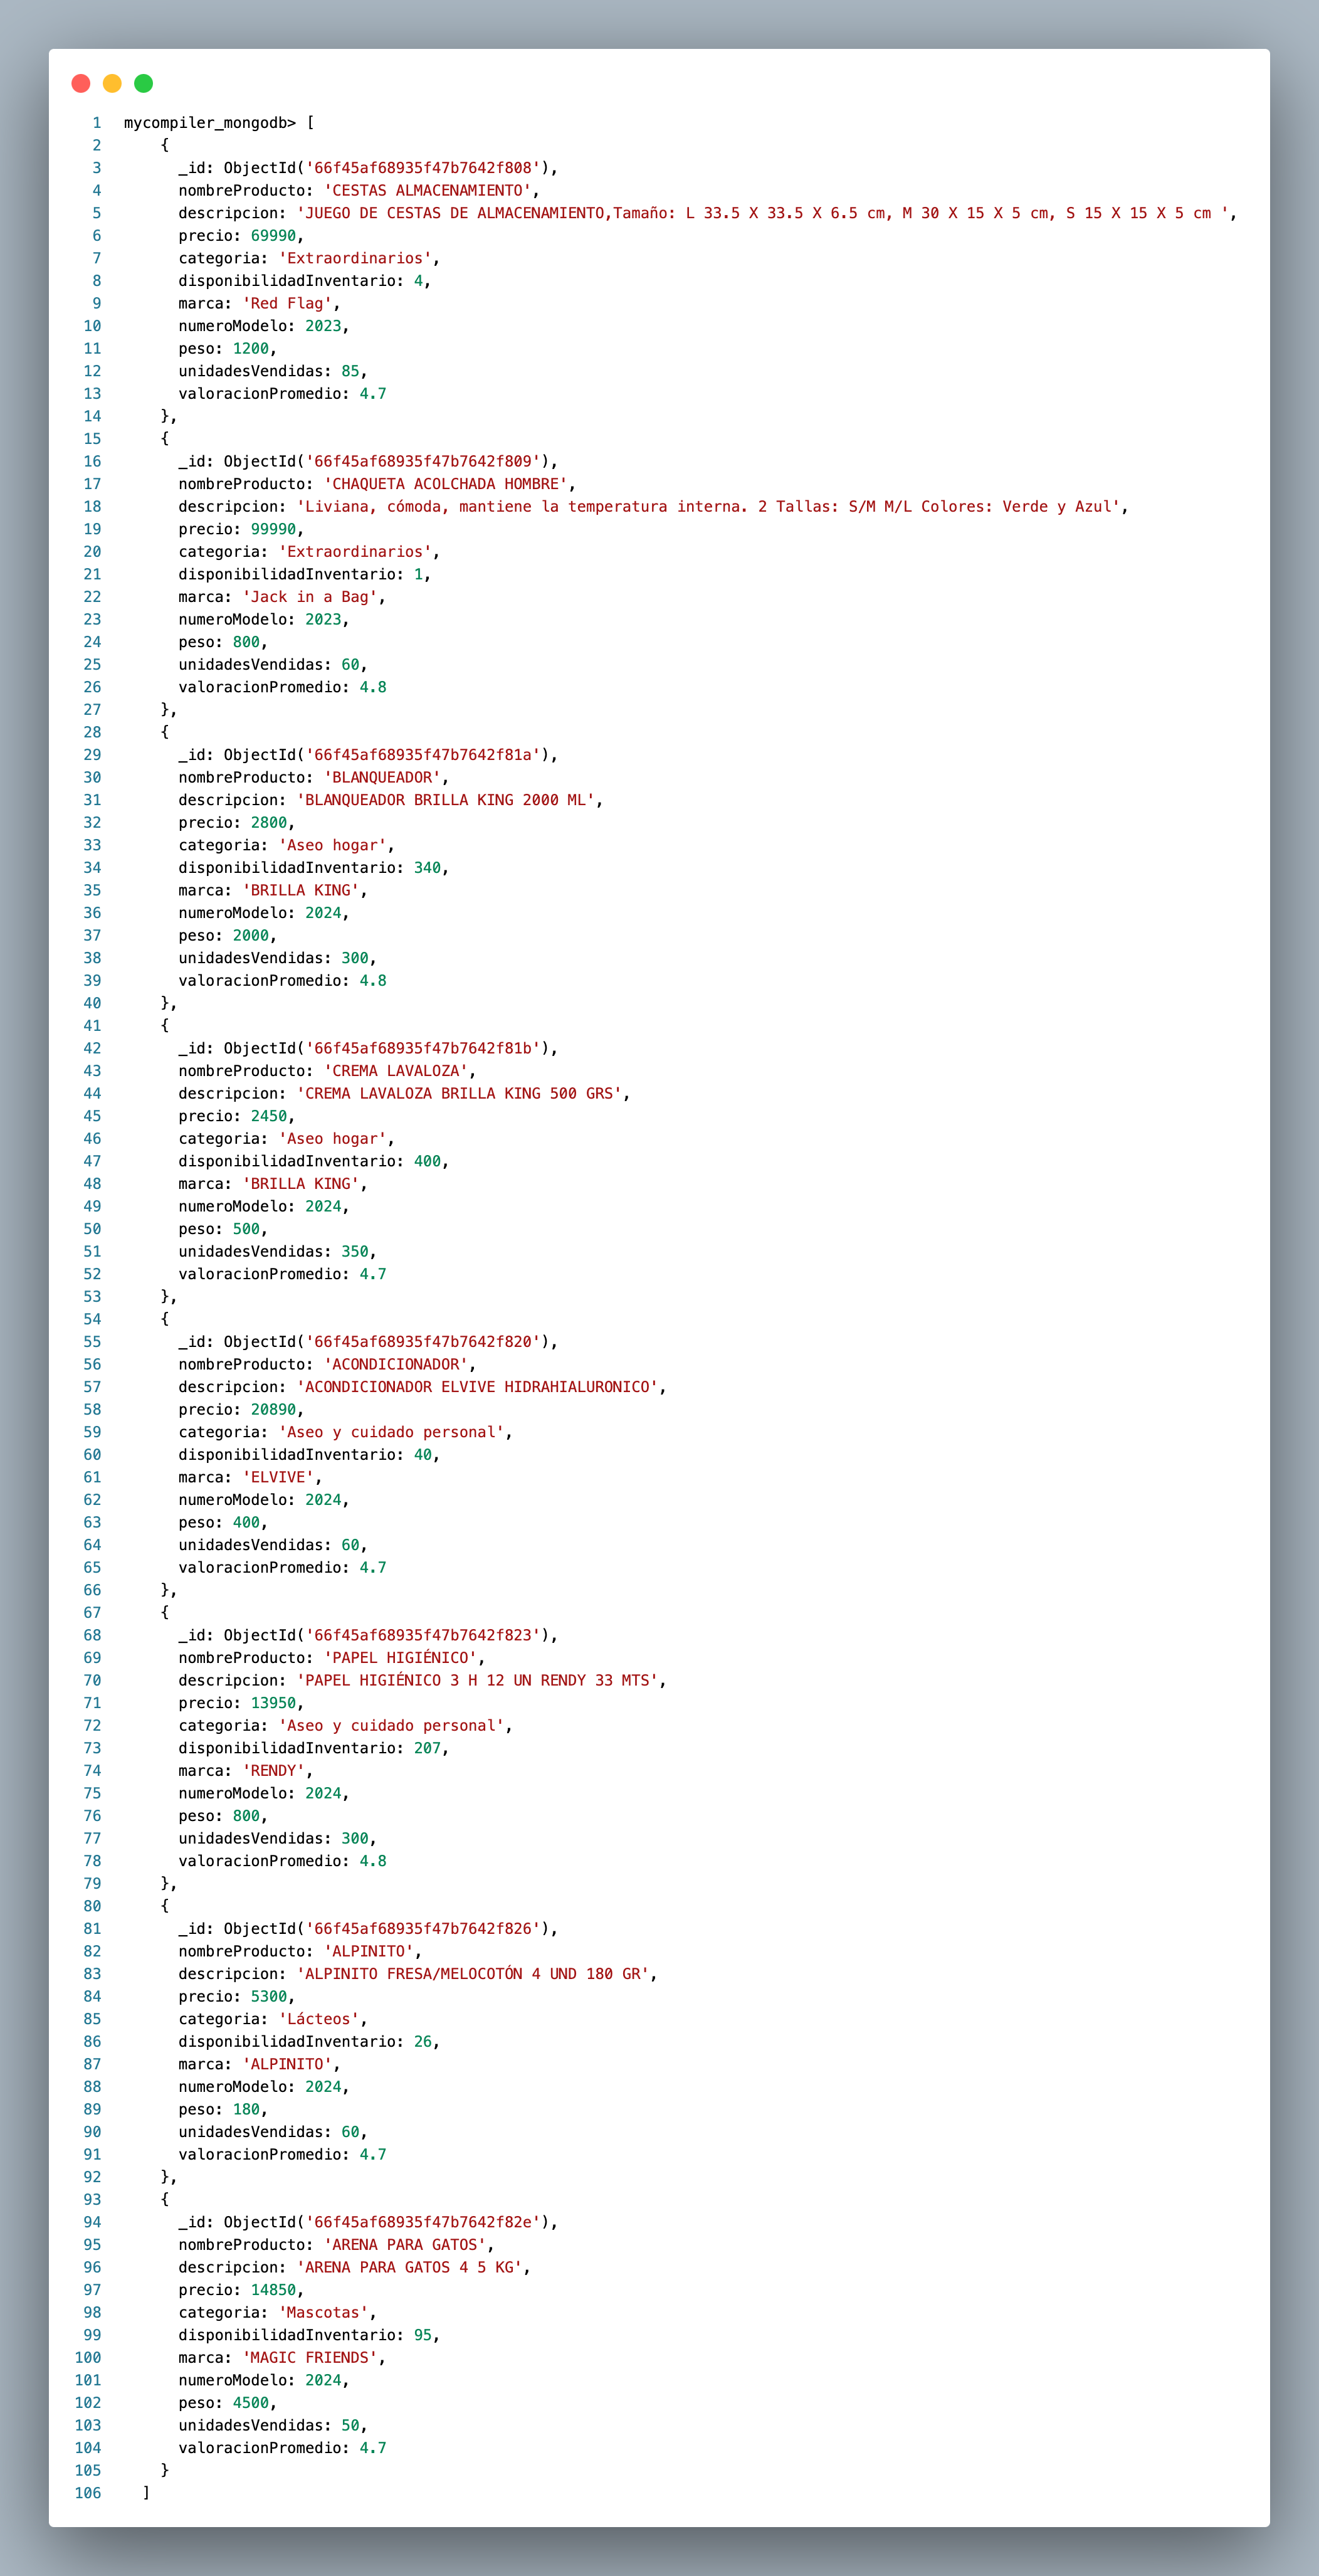 1 mycompiler_mongodb> [
2 {
3 _id: ObjectId('66f45af68935f47b7642f808'),
4 nombreProducto: 'CESTAS ALMACENAMIENTO',
5 descripcion: 'JUEGO DE CESTAS DE ALMACENAMIENTO,Tamaño: L 33.5 X 33.5 X 6.5 cm, M 30 X 15 X 5 cm, S 15 X 15 X 5 cm ',
6 precio: 69990,
7 categoria: 'Extraordinarios',
8 disponibilidadInventario: 4,
9 marca: 'Red Flag',
10 numeroModelo: 2023,
11 peso: 1200,
12 unidadesVendidas: 85,
13 valoracionPromedio: 4.7
14 },
15 {
16 _id: ObjectId('66f45af68935f47b7642f809'),
17 nombreProducto: 'CHAQUETA ACOLCHADA HOMBRE',
18 descripcion: 'Liviana, cómoda, mantiene la temperatura interna. 2 Tallas: S/M M/L Colores: Verde y Azul',
19 precio: 99990,
20 categoria: 'Extraordinarios',
21 disponibilidadInventario: 1,
22 marca: 'Jack in a Bag',
23 numeroModelo: 2023,
24 peso: 800,
25 unidadesVendidas: 60,
26 valoracionPromedio: 4.8
27 },
28 {
29 _id: ObjectId('66f45af68935f47b7642f81a'),
30 nombreProducto: 'BLANQUEADOR',
31 descripcion: 'BLANQUEADOR BRILLA KING 2000 ML',
32 precio: 2800,
33 categoria: 'Aseo hogar',
34 disponibilidadInventario: 340,
35 marca: 'BRILLA KING',
36 numeroModelo: 2024,
37 peso: 2000,
38 unidadesVendidas: 300,
39 valoracionPromedio: 4.8
40 },
41 {
42 _id: ObjectId('66f45af68935f47b7642f81b'),
43 nombreProducto: 'CREMA LAVALOZA',
44 descripcion: 'CREMA LAVALOZA BRILLA KING 500 GRS',
45 precio: 2450,
46 categoria: 'Aseo hogar',
47 disponibilidadInventario: 400,
48 marca: 'BRILLA KING',
49 numeroModelo: 2024,
50 peso: 500,
51 unidadesVendidas: 350,
52 valoracionPromedio: 4.7
53 },
54 {
55 _id: ObjectId('66f45af68935f47b7642f820'),
56 nombreProducto: 'ACONDICIONADOR',
57 descripcion: 'ACONDICIONADOR ELVIVE HIDRAHIALURONICO',
58 precio: 20890,
59 categoria: 'Aseo y cuidado personal',
60 disponibilidadInventario: 40,
61 marca: 'ELVIVE',
62 numeroModelo: 2024,
63 peso: 400,
64 unidadesVendidas: 60,
65 valoracionPromedio: 4.7
66 },
67 {
68 _id: ObjectId('66f45af68935f47b7642f823'),
69 nombreProducto: 'PAPEL HIGIÉNICO',
70 descripcion: 'PAPEL HIGIÉNICO 3 H 12 UN RENDY 33 MTS',
71 precio: 13950,
72 categoria: 'Aseo y cuidado personal',
73 disponibilidadInventario: 207,
74 marca: 'RENDY',
75 numeroModelo: 2024,
76 peso: 800,
77 unidadesVendidas: 300,
78 valoracionPromedio: 4.8
79 },
80 {
81 _id: ObjectId('66f45af68935f47b7642f826'),
82 nombreProducto: 'ALPINITO',
83 descripcion: 'ALPINITO FRESA/MELOCOTÓN 4 UND 180 GR',
84 precio: 5300,
85 categoria: 'Lácteos',
86 disponibilidadInventario: 26,
87 marca: 'ALPINITO',
88 numeroModelo: 2024,
89 peso: 180,
90 unidadesVendidas: 60,
91 valoracionPromedio: 4.7
92 },
93 {
94 _id: ObjectId('66f45af68935f47b7642f82e'),
95 nombreProducto: 'ARENA PARA GATOS',
96 descripcion: 'ARENA PARA GATOS 4 5 KG',
97 precio: 14850,
98 categoria: 'Mascotas',
99 disponibilidadInventario: 95,
100 marca: 'MAGIC FRIENDS',
101 numeroModelo: 2024,
102 peso: 4500,
103 unidadesVendidas: 50,
104 valoracionPromedio: 4.7
105 }
106 ]